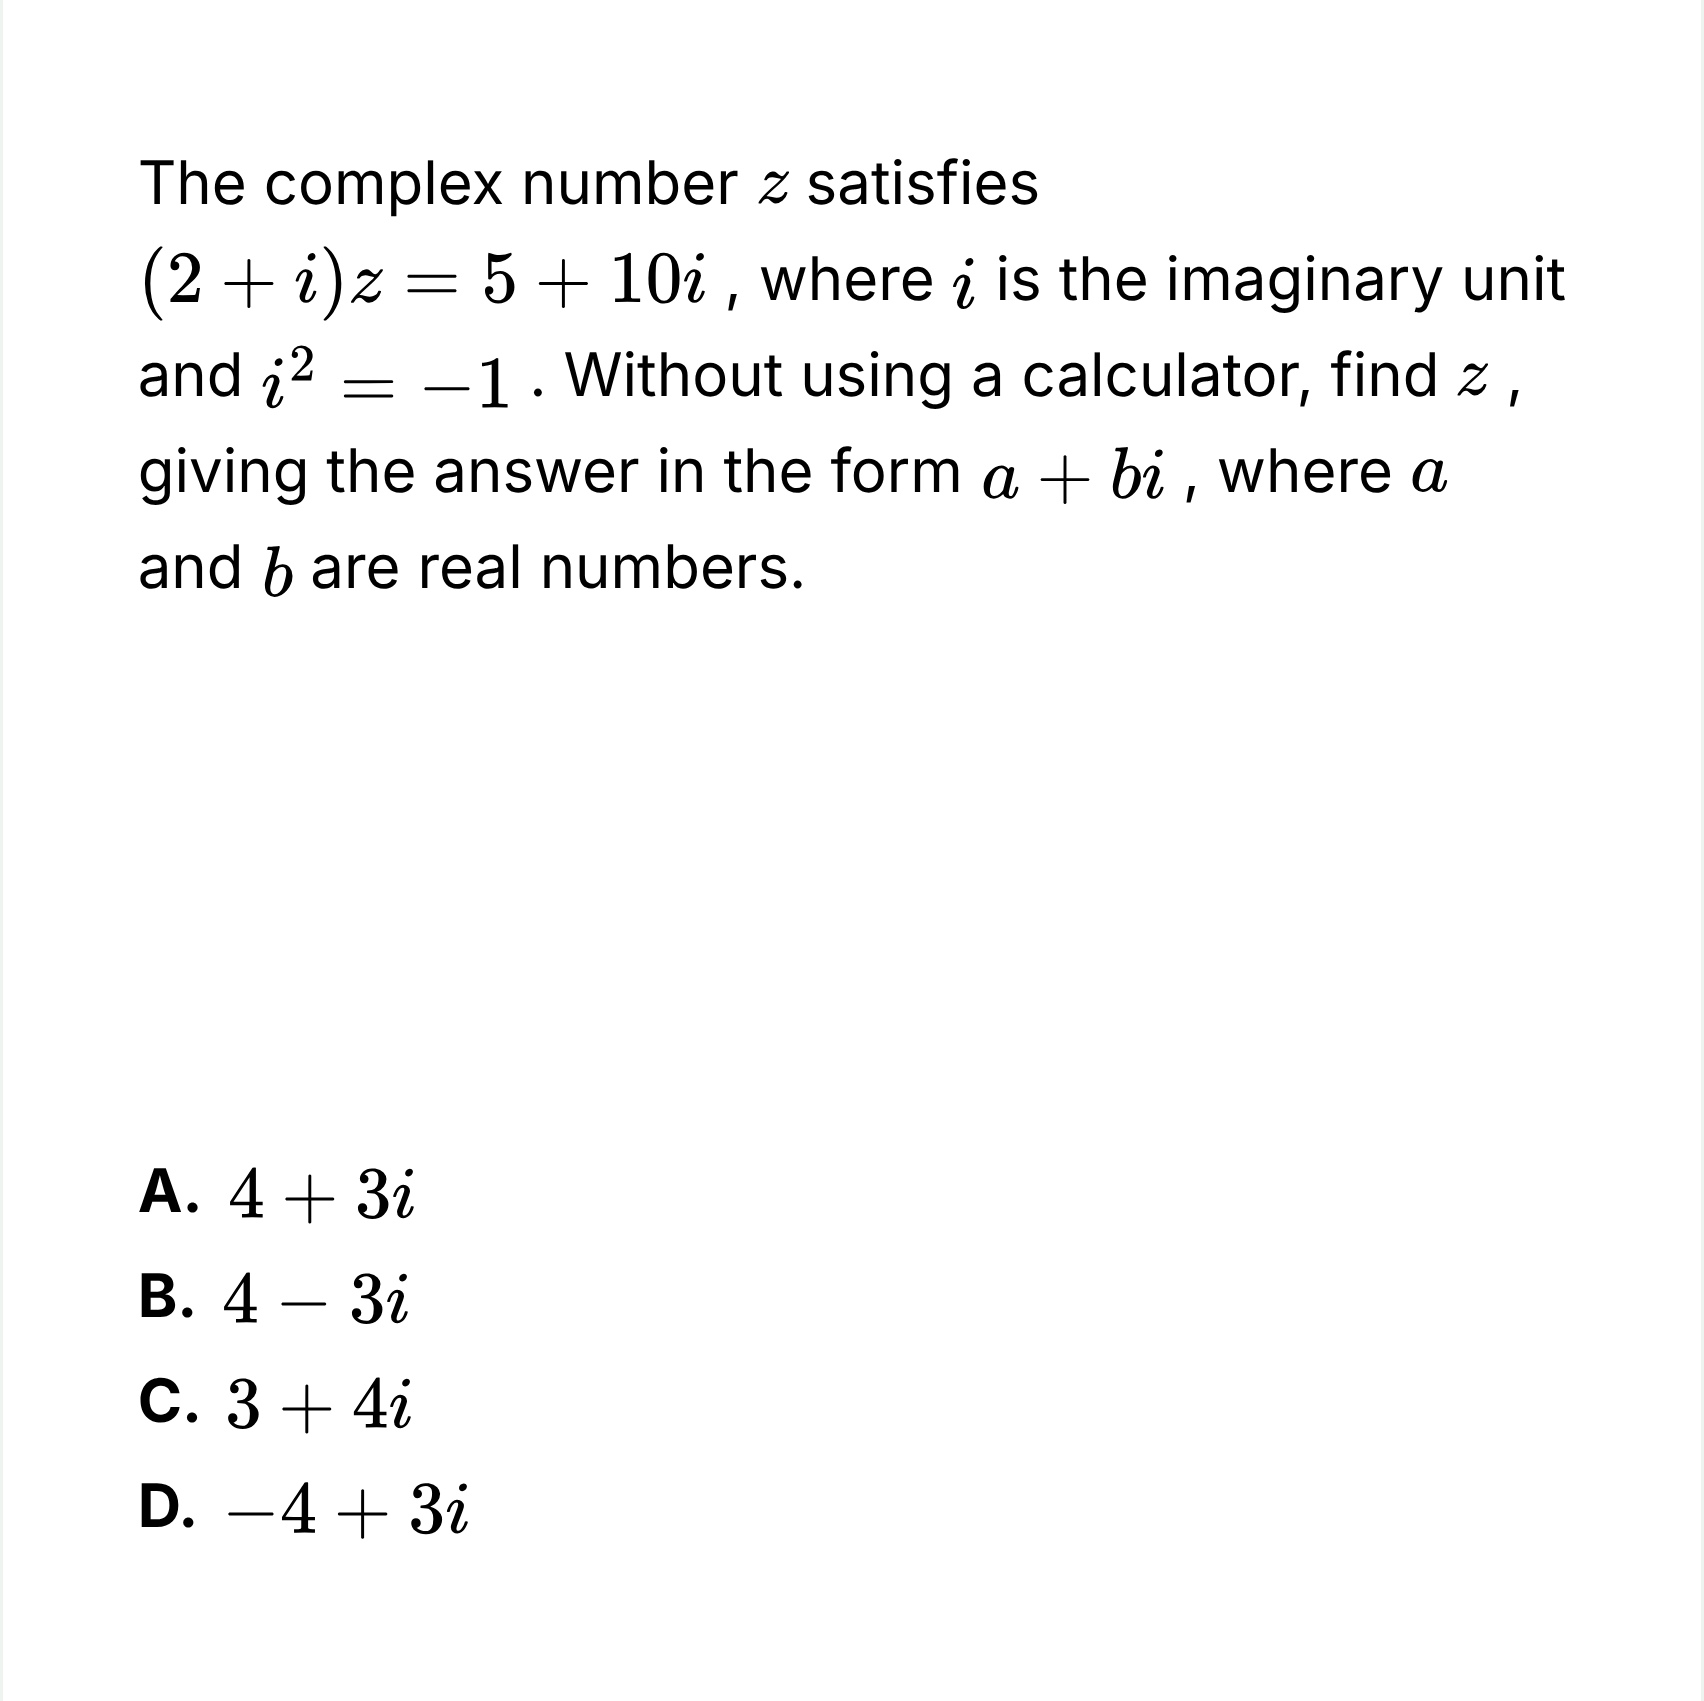 The complex number z satisfies
(2 + i)z = 5 + 10i , where i is the imaginary unit
and i² = −1 . Without using a calculator, find z ,
giving the answer in the form a + bi , where a
and b are real numbers.
A. 4 + 3i
B. 4 − 3i
C. 3 + 4i
D. −4 + 3i